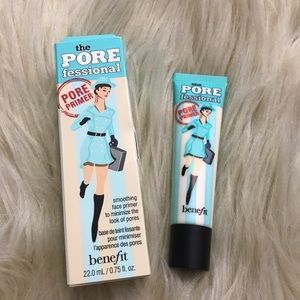 the
PORE
fessional
PORE
PRIMER
smoothing
face primer
to minimize the
look of pores
base de teint lissante
pour minimiser
l'apparence des pores
benefit
22.0 mL / 0.75 fl. oz.
the
PORE
fessional
PORE
PRIMER
benefit